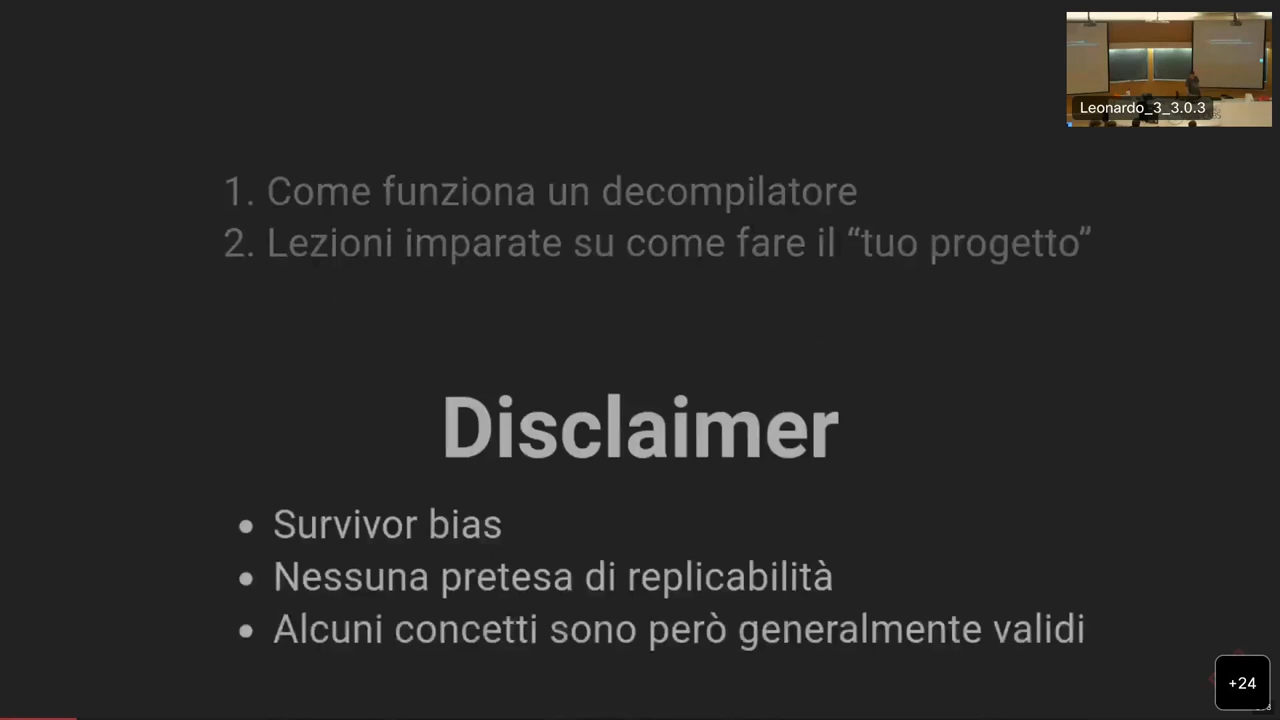 Leonardo_3_3.0.3
1. Come funziona un decompilatore
2. Lezioni imparate su come fare il “tuo progetto”
Disclaimer
• Survivor bias
• Nessuna pretesa di replicabilità
• Alcuni concetti sono però generalmente validi
+24